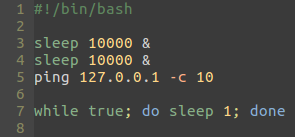 1 #!/bin/bash
2
3 sleep 10000 &
4 sleep 10000 &
5 ping 127.0.0.1 -c 10
6
7 while true; do sleep 1; done
8